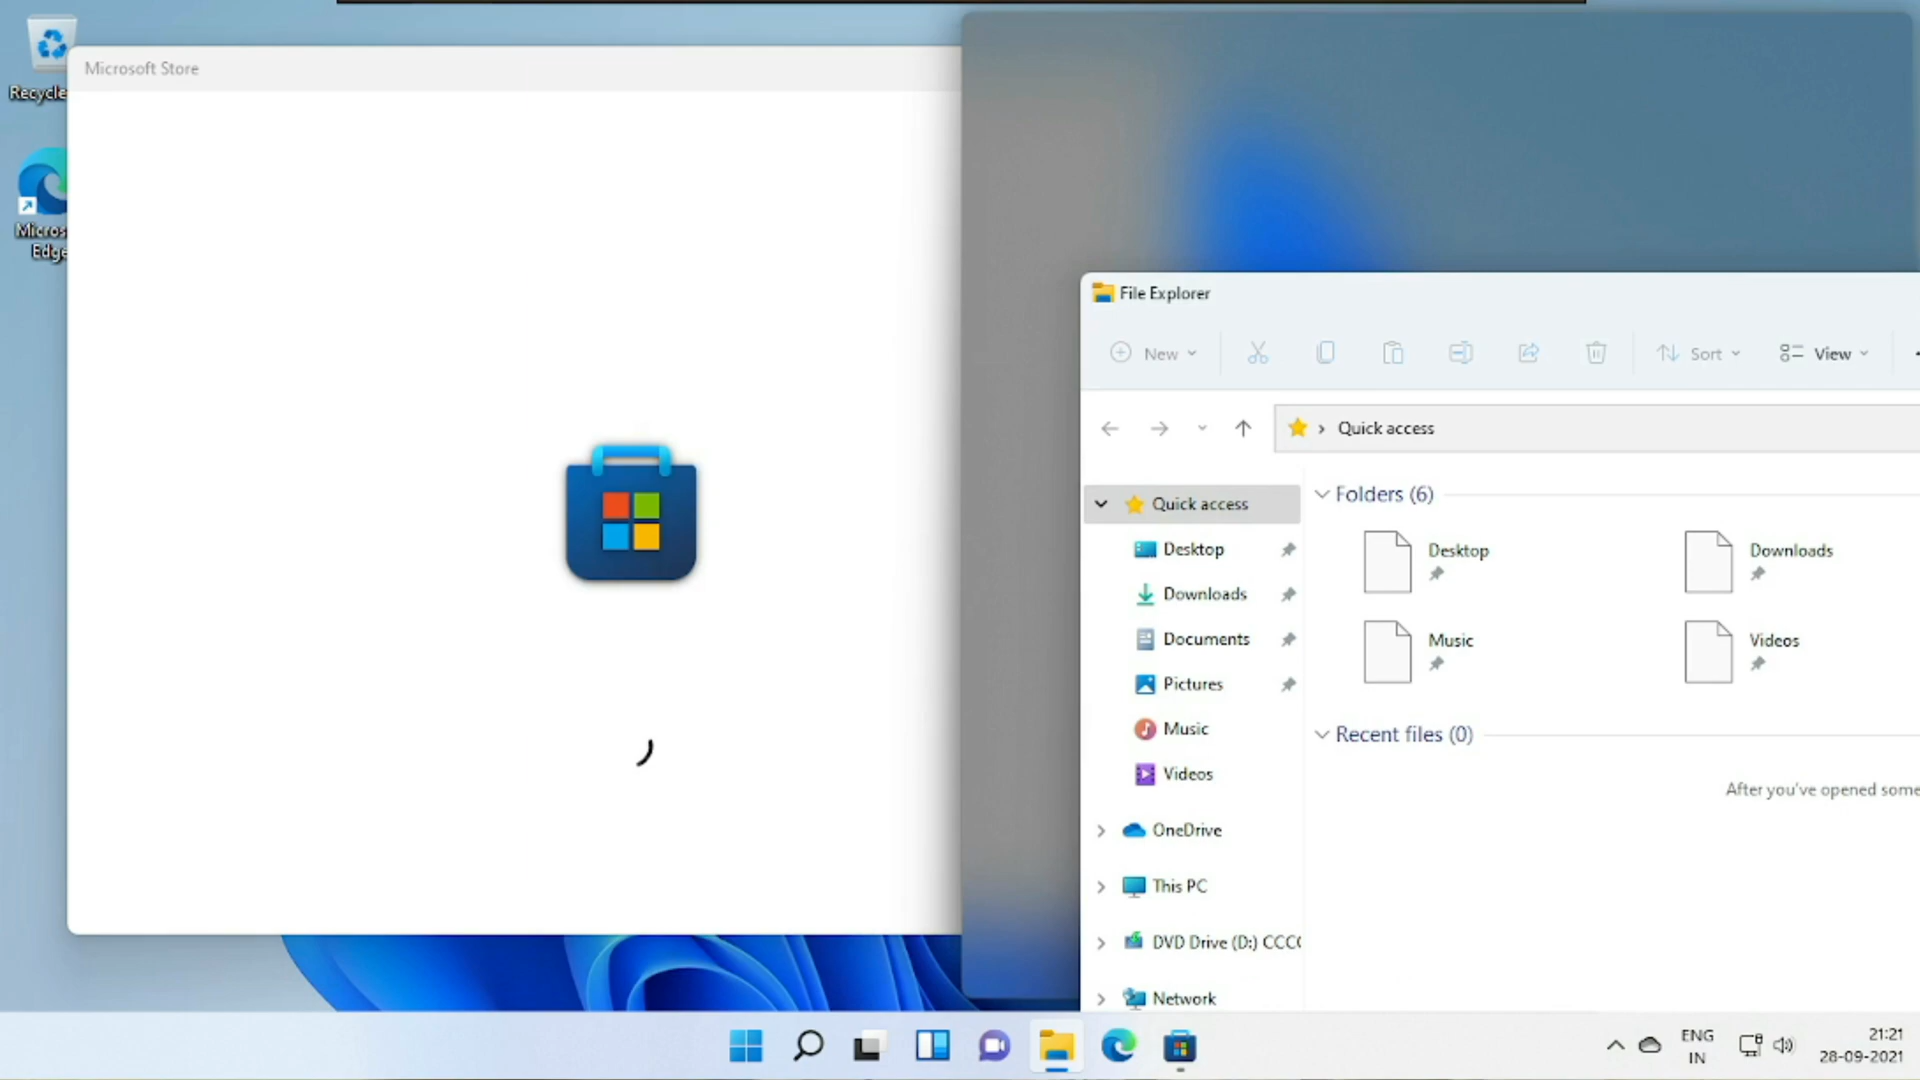 Recycle
Micros
Edge
Microsoft Store
File Explorer
New
Sort
View
Quick access
Quick access
Desktop
Downloads
Documents
Pictures
Music
Videos
OneDrive
This PC
DVD Drive (D:) CCC
Network
Folders (6)
Desktop
Downloads
Music
Videos
Recent files (0)
After you've opened some
ENG
IN
21:21
28-09-2021